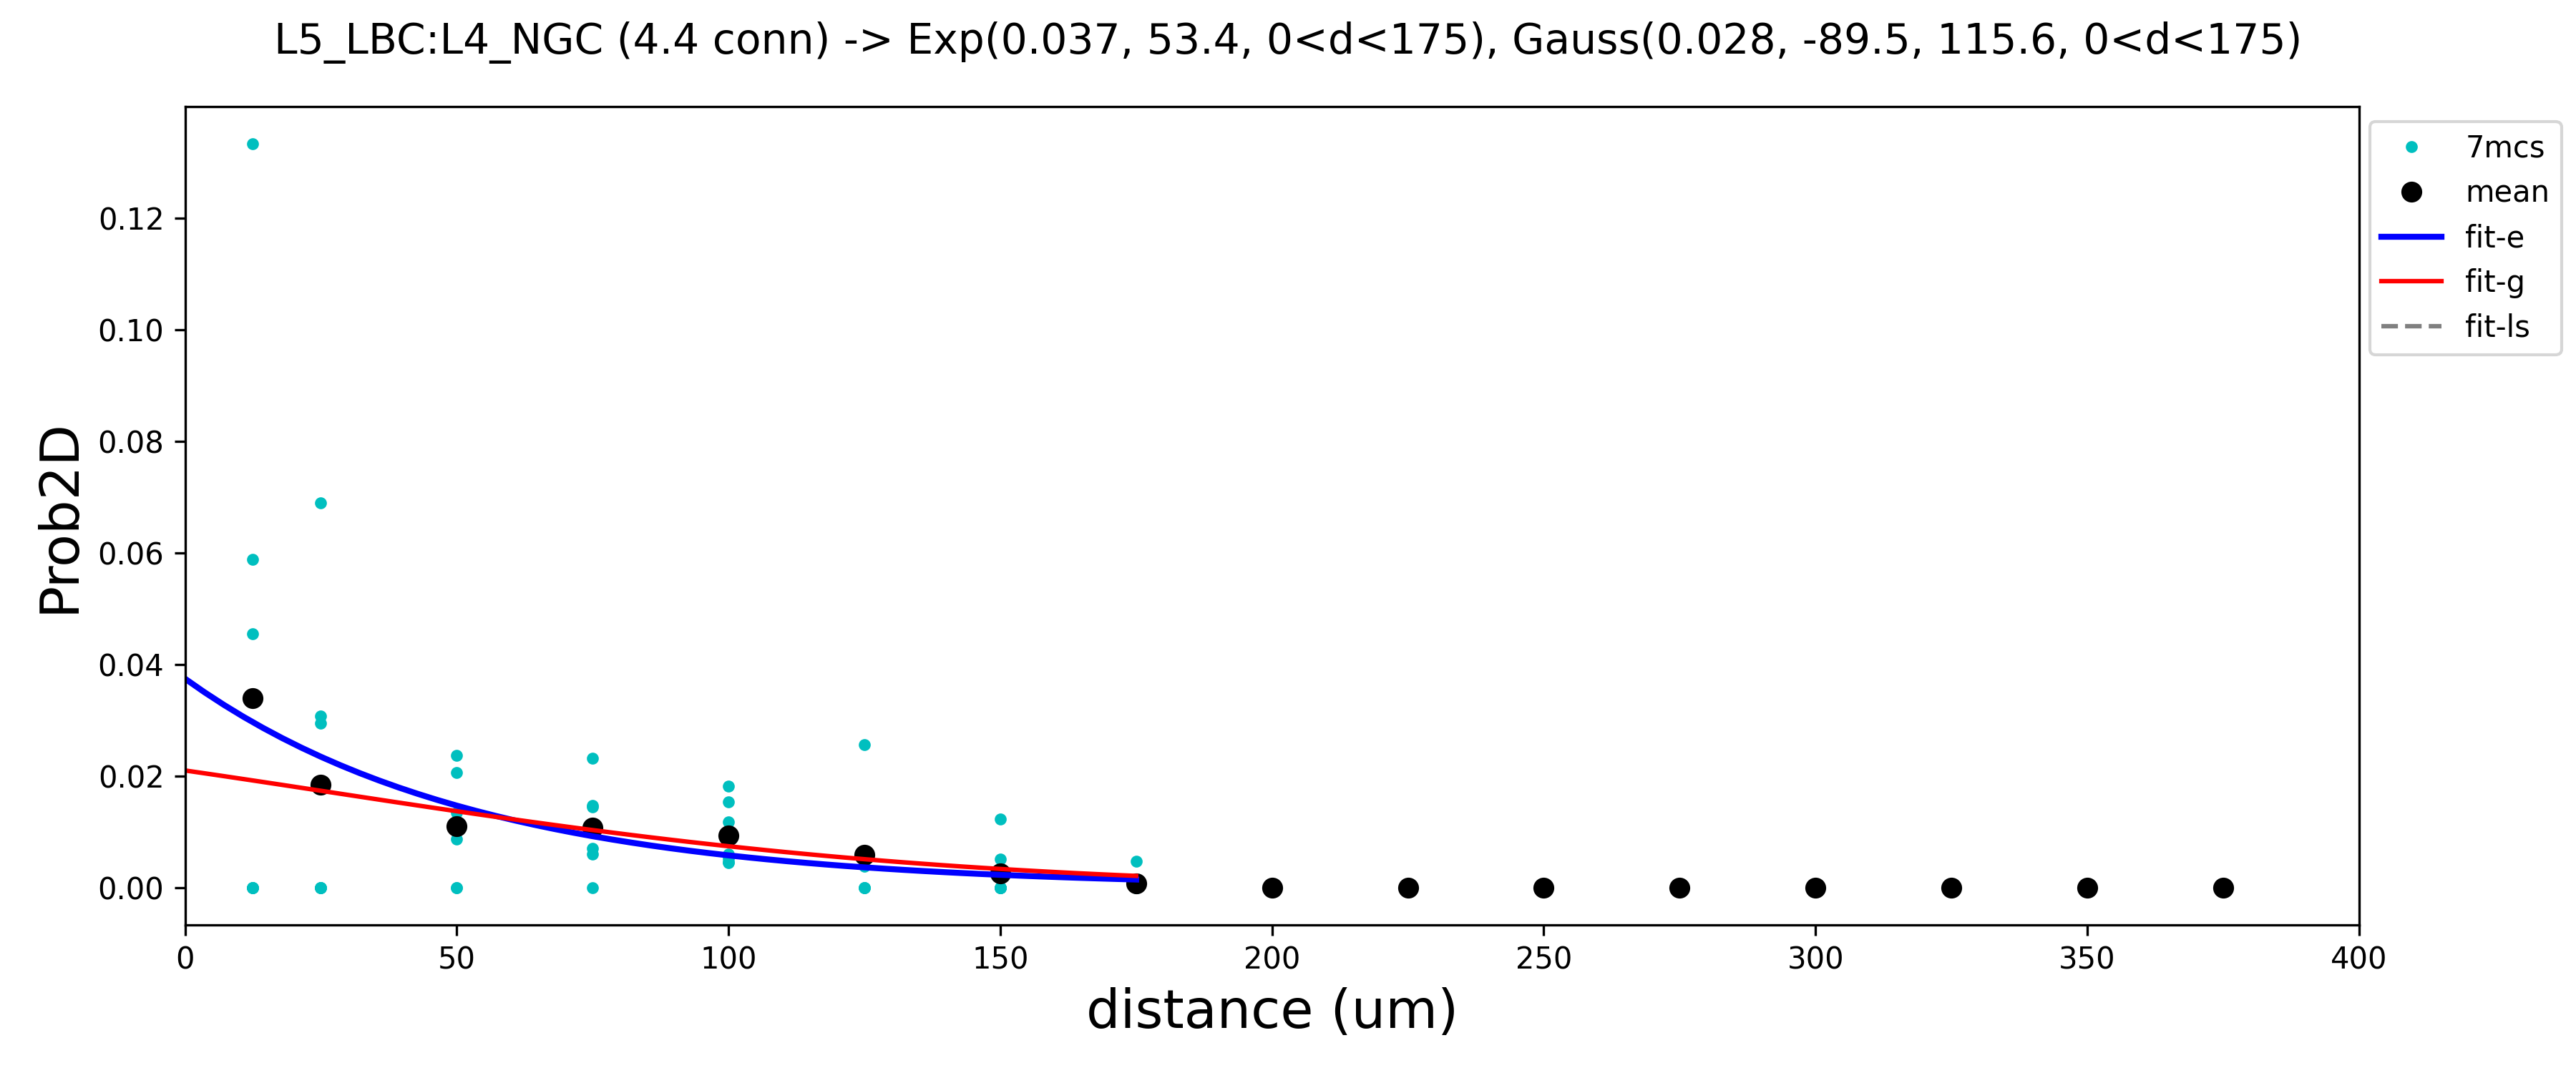 L5_LBC:L4_NGC (4.4 conn) -> Exp(0.037, 53.4, 0<d<175), Gauss(0.028, -89.5, 115.6, 0<d<175)
7mcs
mean
fit-e
fit-g
fit-ls
Prob2D
0.12
0.10
0.08
0.06
0.04
0.02
0.00
0 50 100 150 200 250 300 350 400
distance (um)